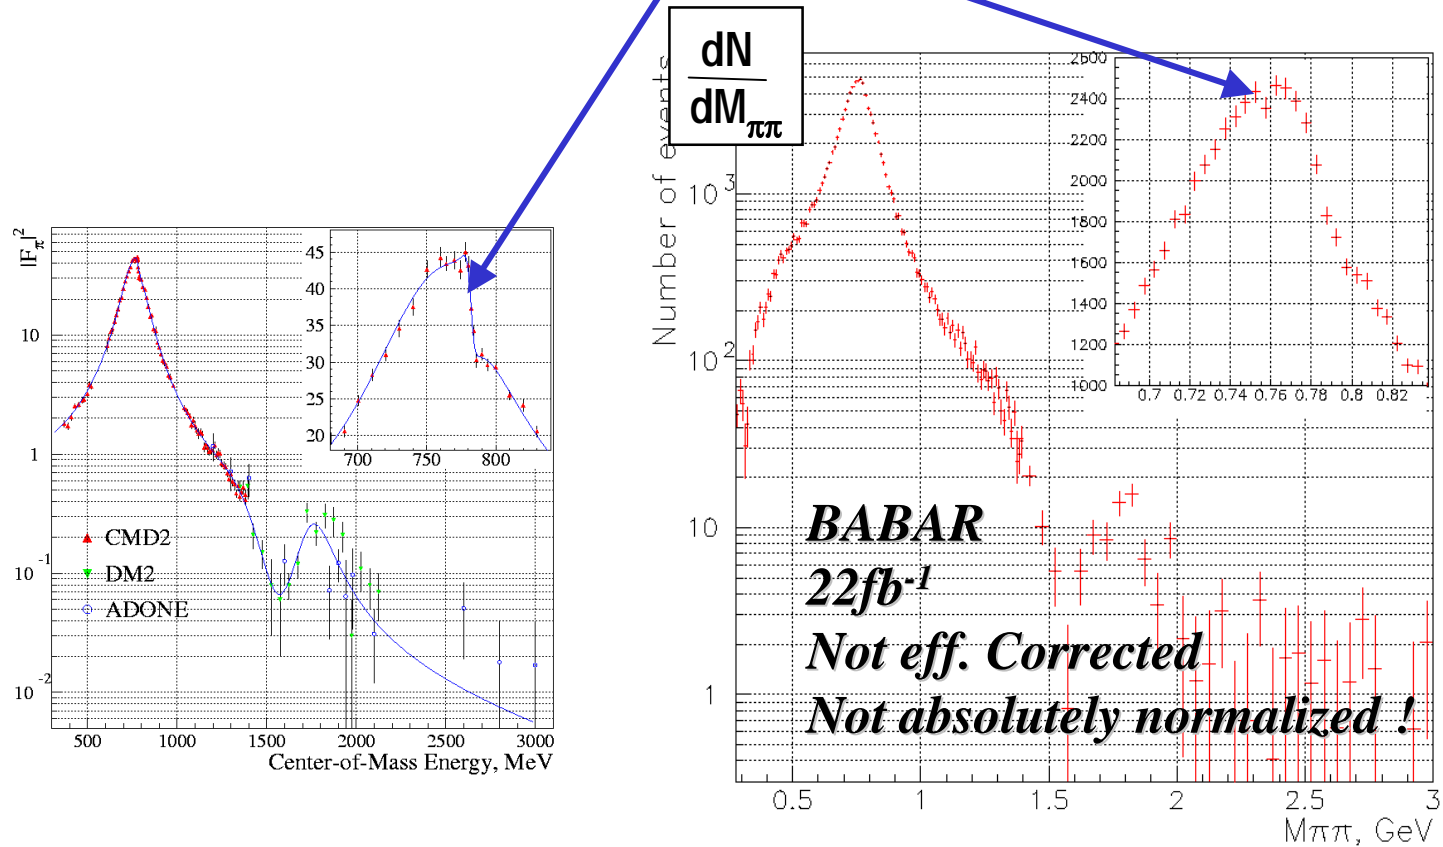 |Fπ|²
10
1
10⁻¹
10⁻²
CMD2
DM2
ADONE
500 1000 1500 2000 2500 3000
Center-of-Mass Energy, MeV
45
40
35
30
25
20
700 750 800
dN
dMππ
Number of events
10³
10²
10
1
2600
2400
2200
2000
1800
1600
1400
1200
1000
0.7 0.72 0.74 0.76 0.78 0.8 0.82
BABAR
22fb⁻¹
Not eff. Corrected
Not absolutely normalized !
0.5 1 1.5 2 2.5 3
Mππ, GeV